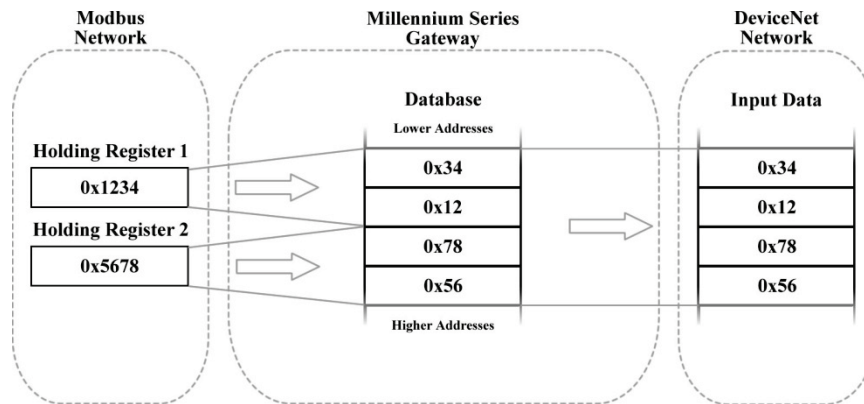 Modbus
Network
Millennium Series
Gateway
DeviceNet
Network
Database
Input Data
Lower Addresses
Holding Register 1
0x1234
Holding Register 2
0x5678
0x34
0x12
0x78
0x56
Higher Addresses
0x34
0x12
0x78
0x56